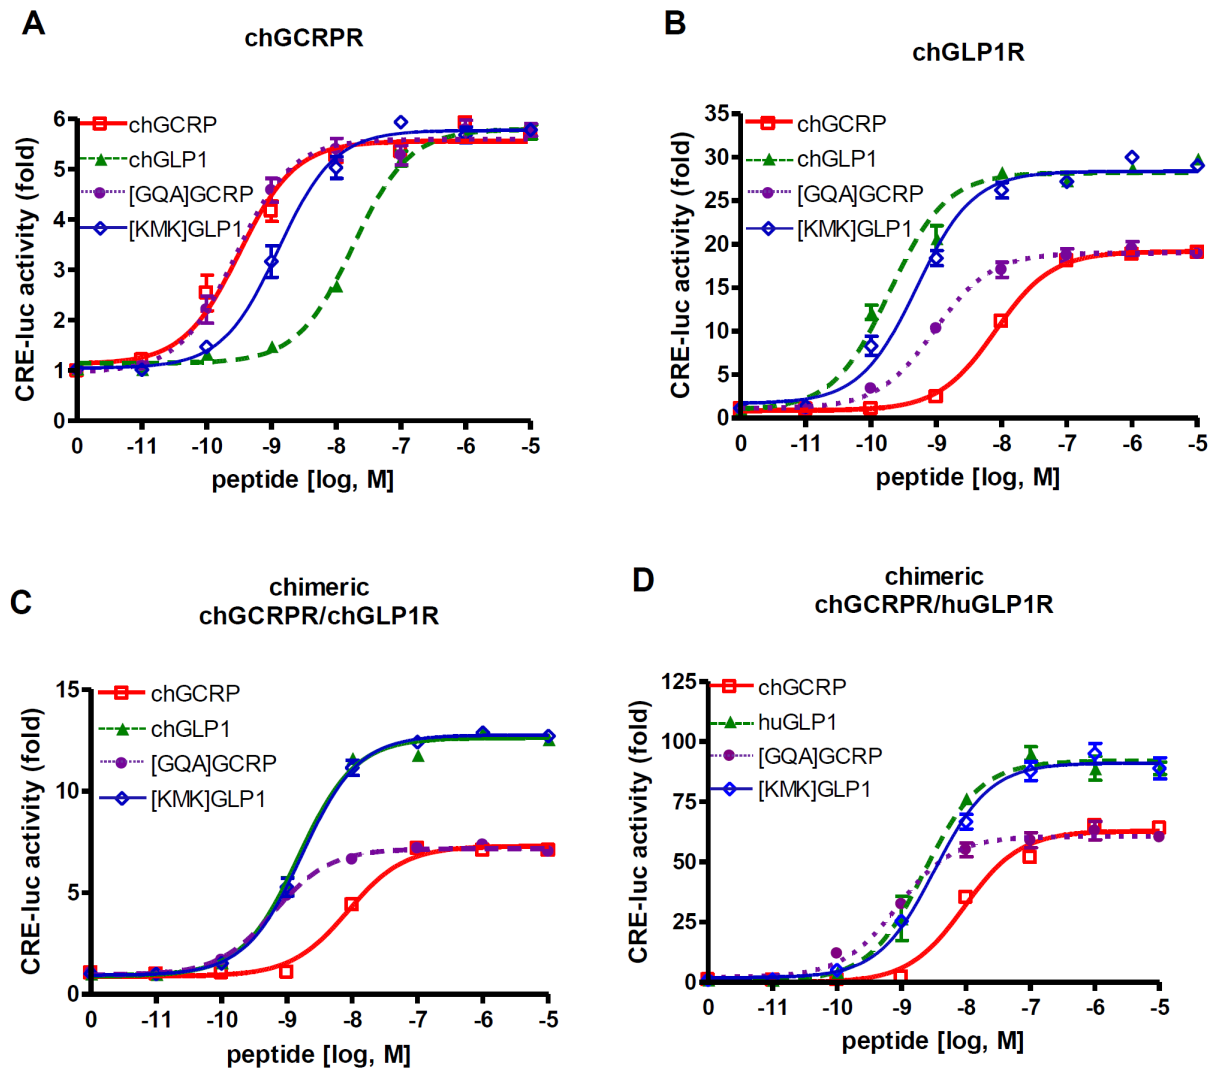 A
chGCRPR
CRE-luc activity (fold)
6
5
4
3
2
1
0
chGCRP
chGLP1
[GQA]GCRP
[KMK]GLP1
0 -11 -10 -9 -8 -7 -6 -5
peptide [log, M]
B
chGLP1R
CRE-luc activity (fold)
35
30
25
20
15
10
5
0
chGCRP
chGLP1
[GQA]GCRP
[KMK]GLP1
0 -11 -10 -9 -8 -7 -6 -5
peptide [log, M]
C
chimeric
chGCRPR/chGLP1R
CRE-luc activity (fold)
15
10
5
0
chGCRP
chGLP1
[GQA]GCRP
[KMK]GLP1
0 -11 -10 -9 -8 -7 -6 -5
peptide [log, M]
D
chimeric
chGCRPR/huGLP1R
CRE-luc activity (fold)
125
100
75
50
25
0
chGCRP
huGLP1
[GQA]GCRP
[KMK]GLP1
0 -11 -10 -9 -8 -7 -6 -5
peptide [log, M]